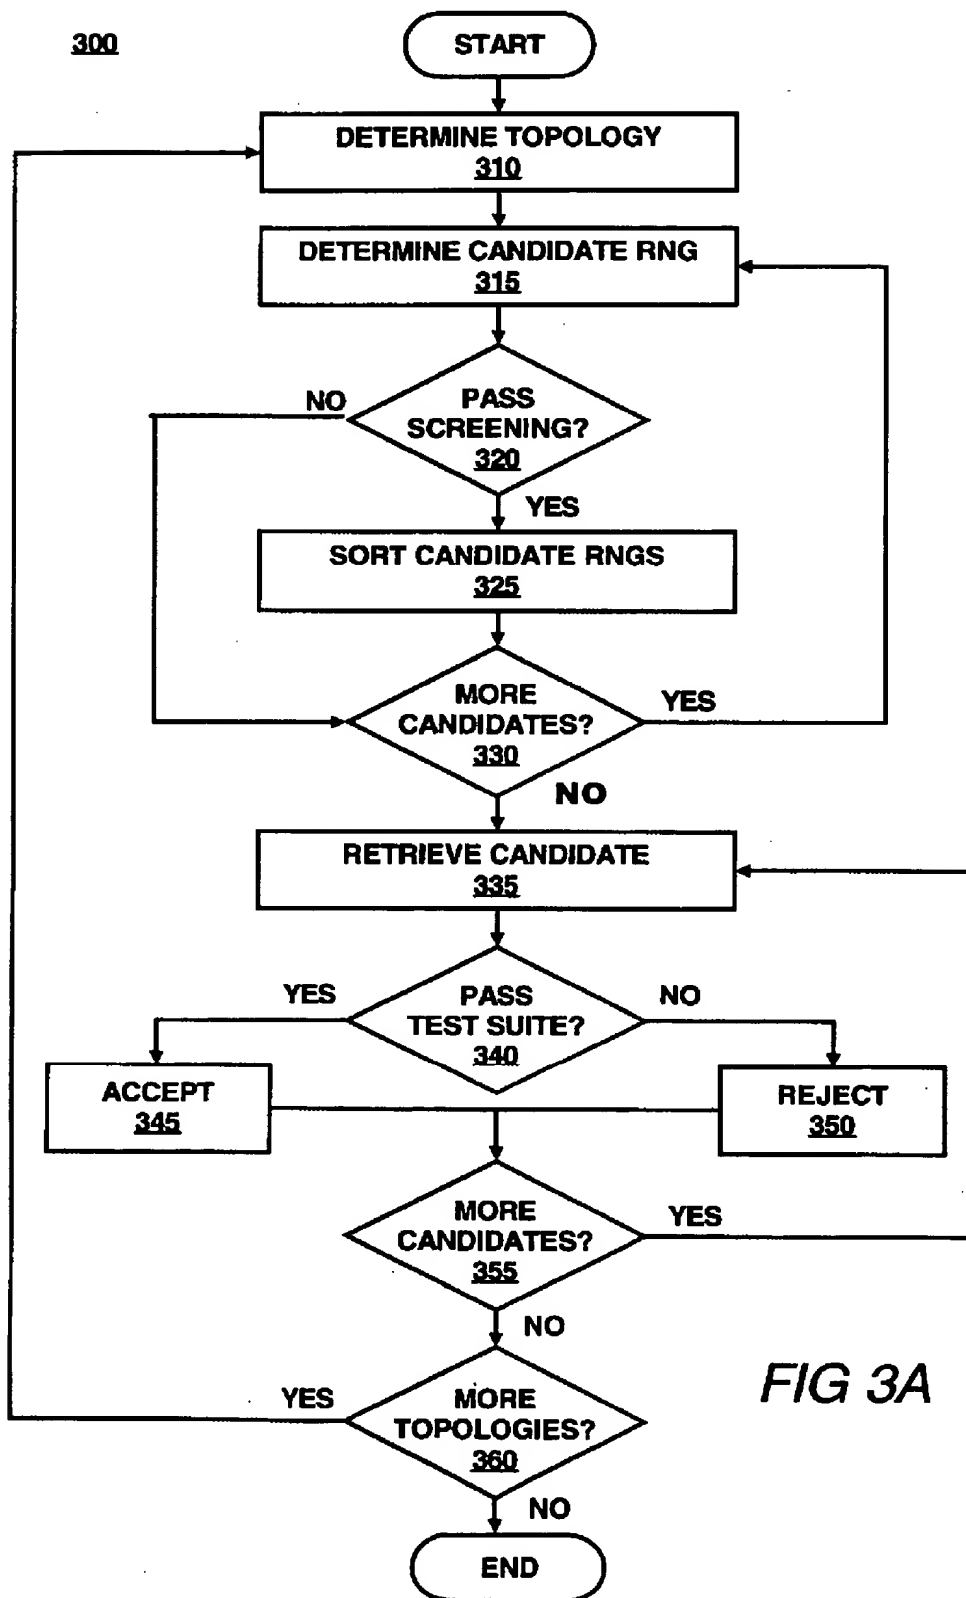 300
START
DETERMINE TOPOLOGY
310
DETERMINE CANDIDATE RNG
315
NO
PASS
SCREENING?
320
YES
SORT CANDIDATE RNGS
325
MORE
CANDIDATES?
330
YES
NO
RETRIEVE CANDIDATE
335
YES
PASS
TEST SUITE?
340
NO
ACCEPT
345
REJECT
350
MORE
CANDIDATES?
355
YES
NO
YES
MORE
TOPOLOGIES?
360
FIG 3A
NO
END